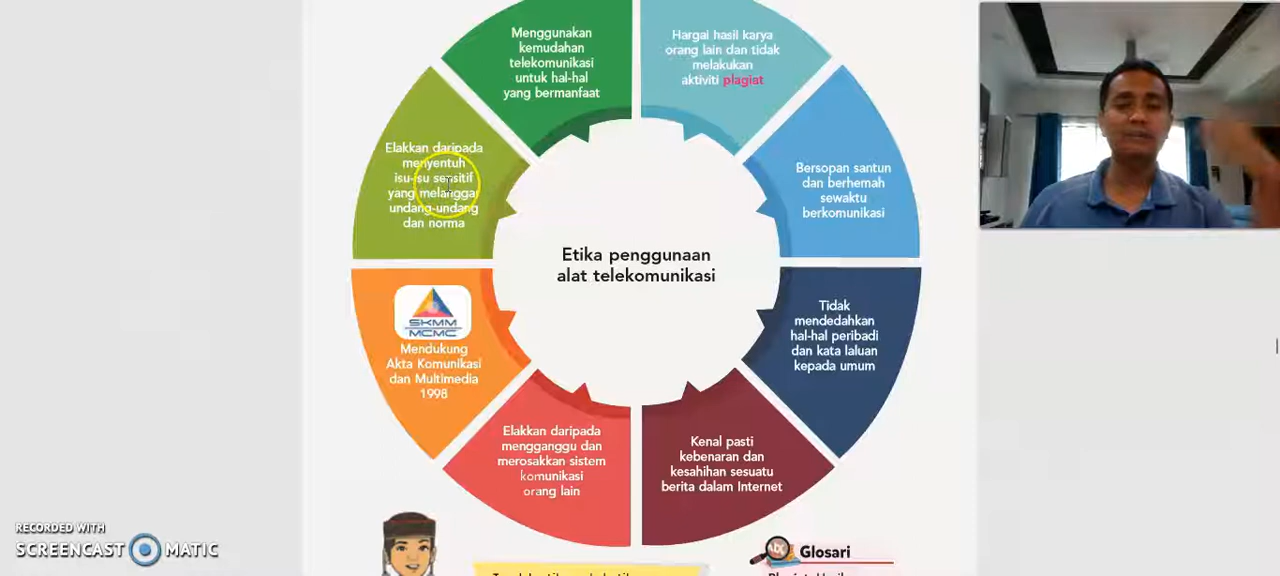 Menggunakan
kemudahan
telekomunikasi
untuk hal-hal
yang bermanfaat
Hargai hasil karya
orang lain dan tidak
melakukan
aktiviti plagiat
Elakkan daripada
menyentuh
isu-isu sensitif
yang melanggar
undang-undang
dan norma
Bersopan santun
dan berhemah
sewaktu
berkomunikasi
Etika penggunaan
alat telekomunikasi
SKMM
MCMC
Mendukung
Akta Komunikasi
dan Multimedia
1998
Tidak
mendedahkan
hal-hal peribadi
dan kata laluan
kepada umum
Elakkan daripada
mengganggu dan
merosakkan sistem
komunikasi
orang lain
Kenal pasti
kebenaran dan
kesahihan sesuatu
berita dalam Internet
RECORDED WITH
SCREENCAST MATIC
Glosari